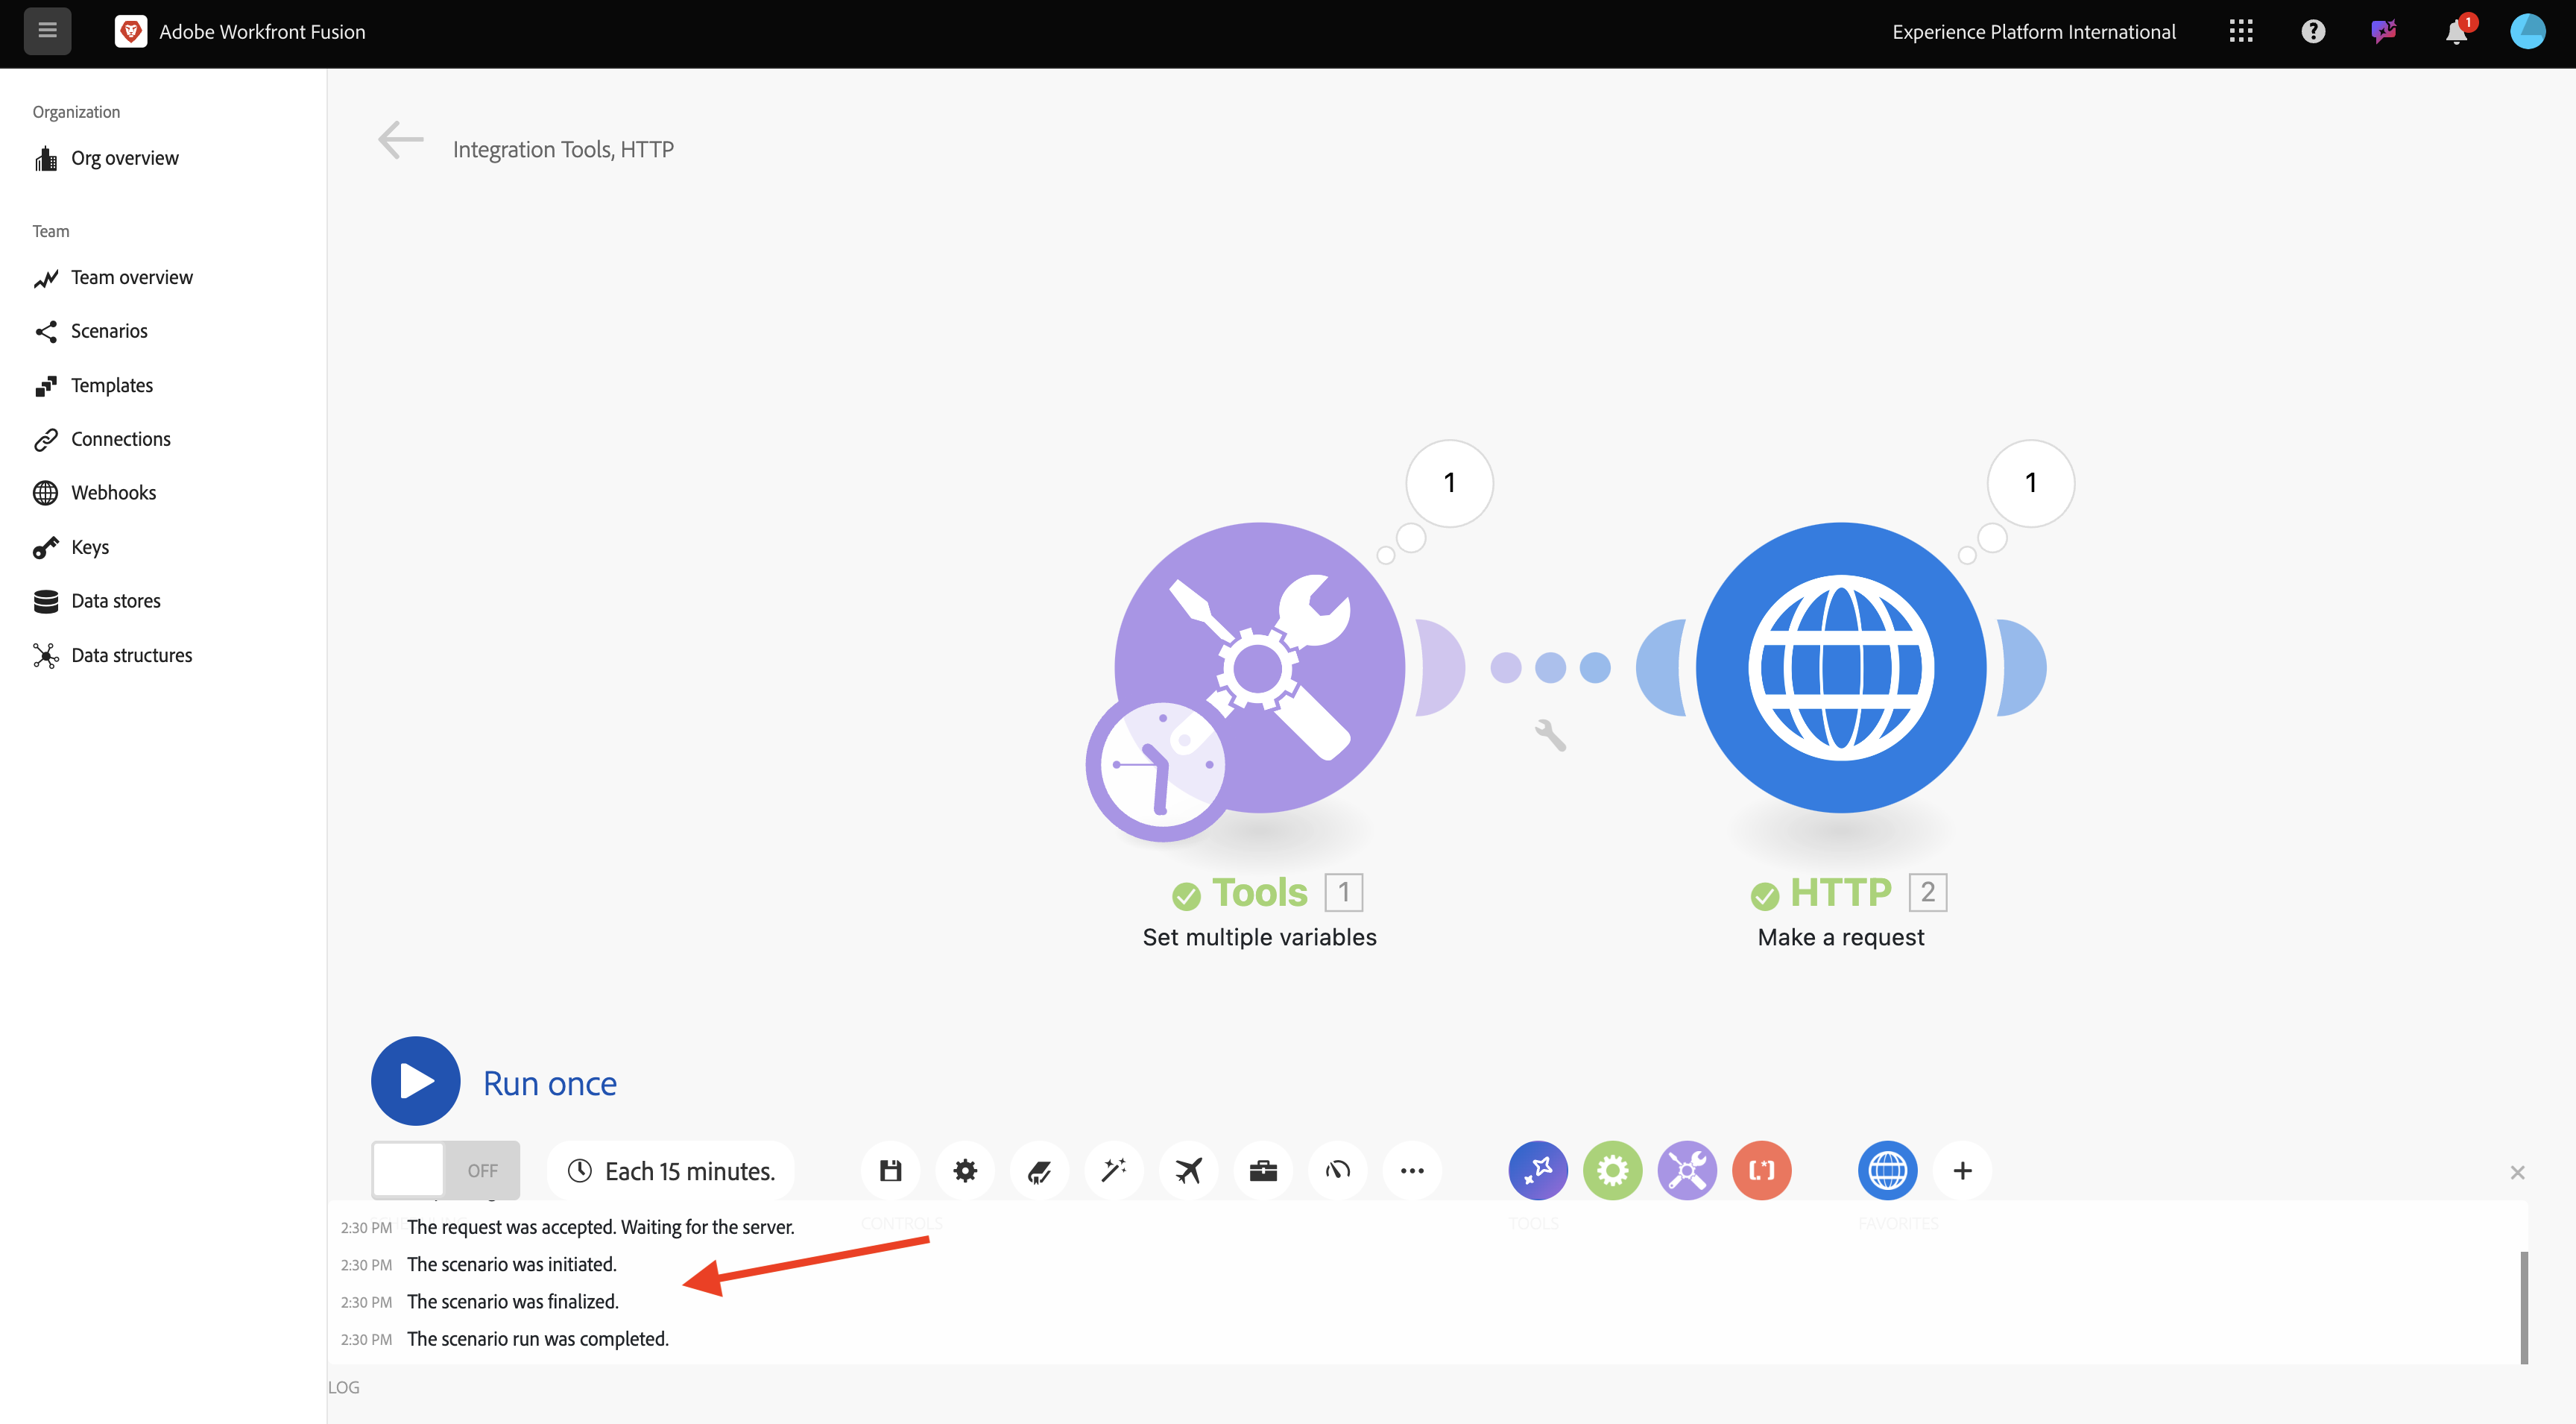 Adobe Workfront Fusion
Experience Platform International
1
Organization
Org overview
Team
Team overview
Scenarios
Templates
Connections
Webhooks
Keys
Data stores
Data structures
Integration Tools, HTTP
1
1
Tools 1
Set multiple variables
HTTP 2
Make a request
Run once
OFF
Each 15 minutes.
[.*]
CONTROLS
TOOLS
FAVORITES
2:30 PM The request was accepted. Waiting for the server.
2:30 PM The scenario was initiated.
2:30 PM The scenario was finalized.
2:30 PM The scenario run was completed.
LOG